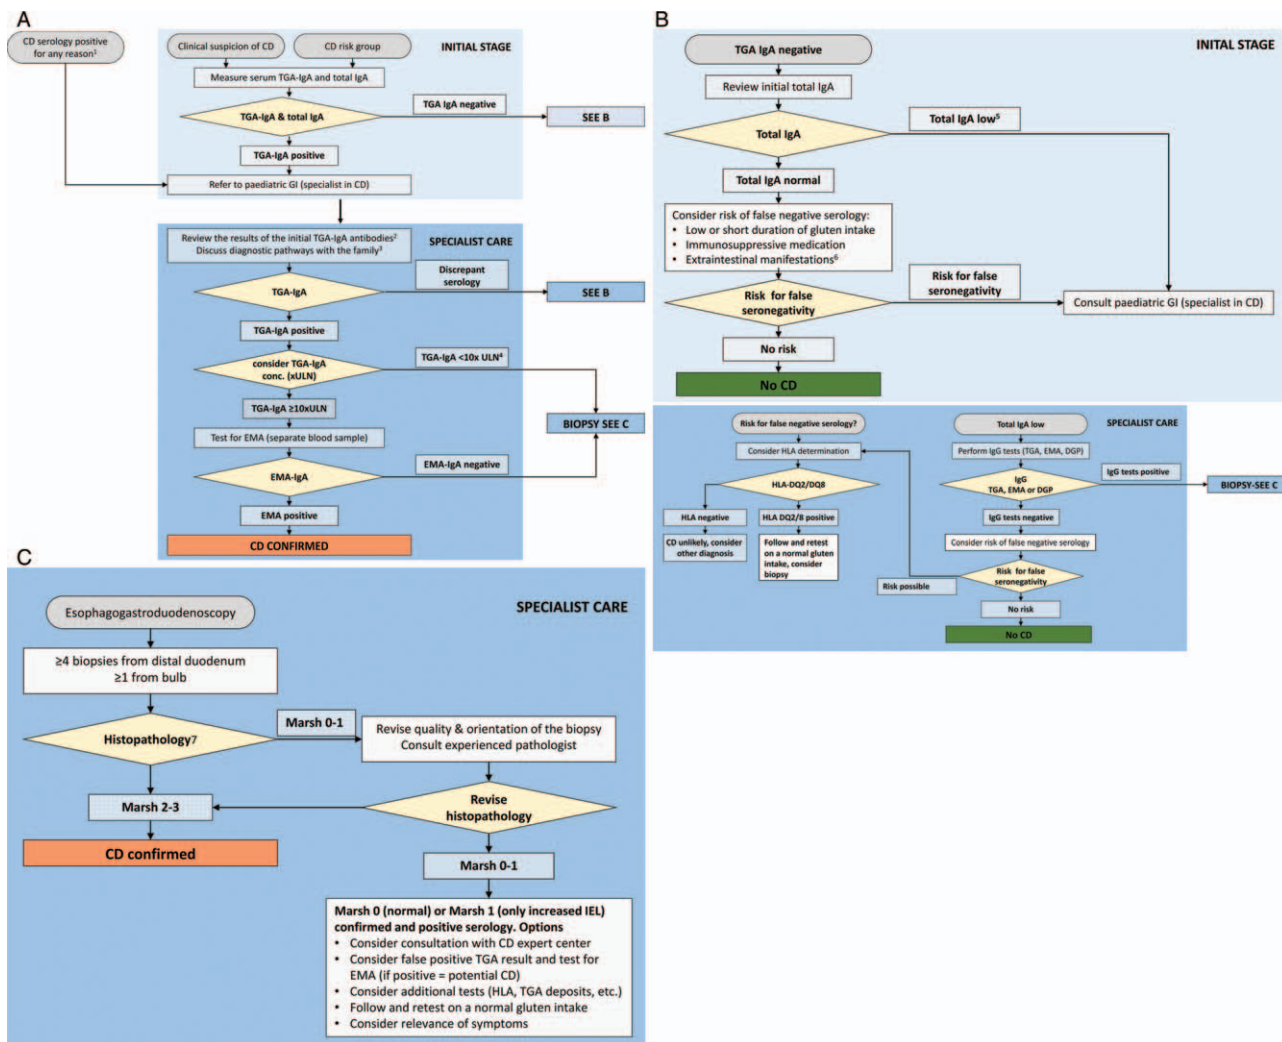 A
CD serology positive
for any reason1
Clinical suspicion of CD
CD risk group
INITIAL STAGE
Measure serum TGA-IgA and total IgA
TGA-IgA & total IgA
TGA IgA negative
SEE B
TGA-IgA positive
Refer to paediatric GI (specialist in CD)
Review the results of the initial TGA-IgA antibodies2
Discuss diagnostic pathways with the family3
SPECIALIST CARE
TGA-IgA
Discrepant
serology
SEE B
TGA-IgA positive
consider TGA-IgA
conc. (xULN)
TGA-IgA <10x ULN4
TGA-IgA ≥10xULN
BIOPSY SEE C
Test for EMA (separate blood sample)
EMA-IgA
EMA-IgA negative
EMA positive
CD CONFIRMED
B
TGA IgA negative
INITAL STAGE
Review initial total IgA
Total IgA
Total IgA low5
Total IgA normal
Consider risk of false negative serology:
• Low or short duration of gluten intake
• Immunosuppressive medication
• Extraintestinal manifestations6
Risk for false
seronegativity
Risk for false
seronegativity
Consult paediatric GI (specialist in CD)
No risk
No CD
Risk for false negative serology?
Total IgA low
SPECIALIST CARE
Consider HLA determination
Perform IgG tests (TGA, EMA, DGP)
HLA-DQ2/DQ8
IgG
TGA, EMA or DGP
IgG tests positive
BIOPSY-SEE C
HLA negative
HLA DQ2/8 positive
IgG tests negative
CD unlikely, consider
other diagnosis
Follow and retest
on a normal gluten
intake, consider
biopsy
Consider risk of false negative serology
Risk for false
seronegativity
Risk possible
No risk
No CD
C
Esophagogastroduodenoscopy
SPECIALIST CARE
≥4 biopsies from distal duodenum
≥1 from bulb
Histopathology7
Marsh 0-1
Revise quality & orientation of the biopsy
Consult experienced pathologist
Marsh 2-3
Revise
histopathology
CD confirmed
Marsh 0-1
Marsh 0 (normal) or Marsh 1 (only increased IEL)
confirmed and positive serology. Options
• Consider consultation with CD expert center
• Consider false positive TGA result and test for
EMA (if positive = potential CD)
• Consider additional tests (HLA, TGA deposits, etc.)
• Follow and retest on a normal gluten intake
• Consider relevance of symptoms